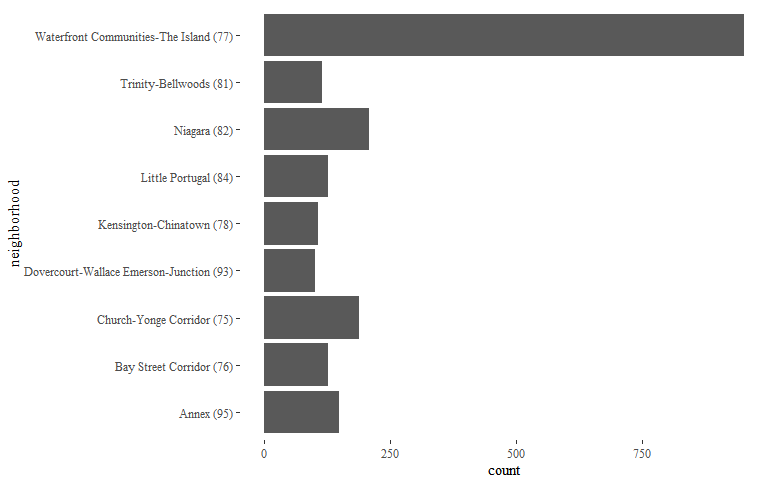 Waterfront Communities-The Island (77)
Trinity-Bellwoods (81)
Niagara (82)
Little Portugal (84)
Kensington-Chinatown (78)
Dovercourt-Wallace Emerson-Junction (93)
Church-Yonge Corridor (75)
Bay Street Corridor (76)
Annex (95)
neighborhood
0 250 500 750
count